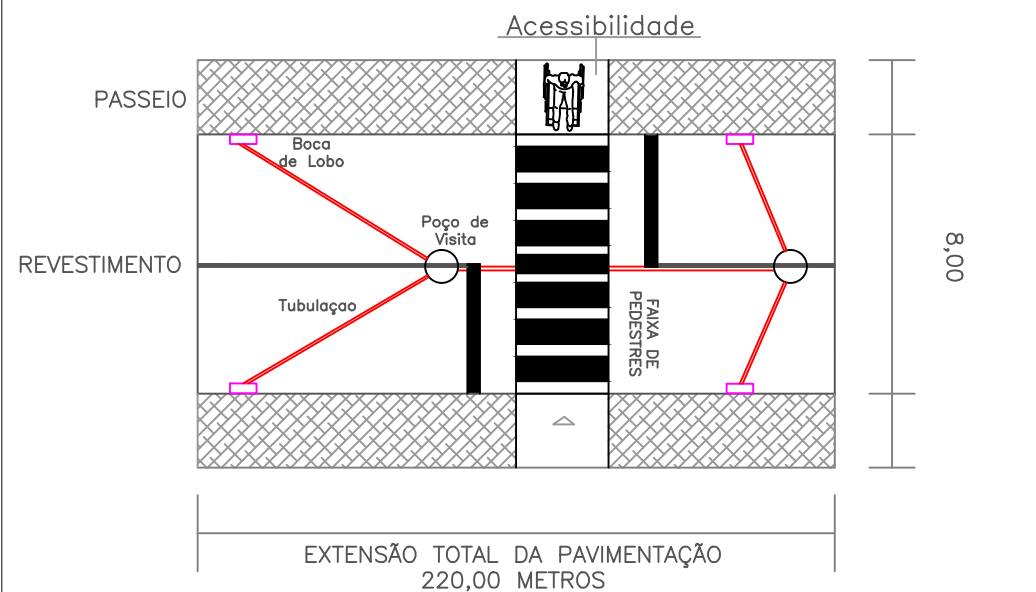 Acessibilidade
PASSEIO
Boca
de Lobo
Poço de
Visita
REVESTIMENTO
8,00
Tubulaçao
FAIXA DE
PEDESTRES
EXTENSÃO TOTAL DA PAVIMENTAÇÃO
220,00 METROS